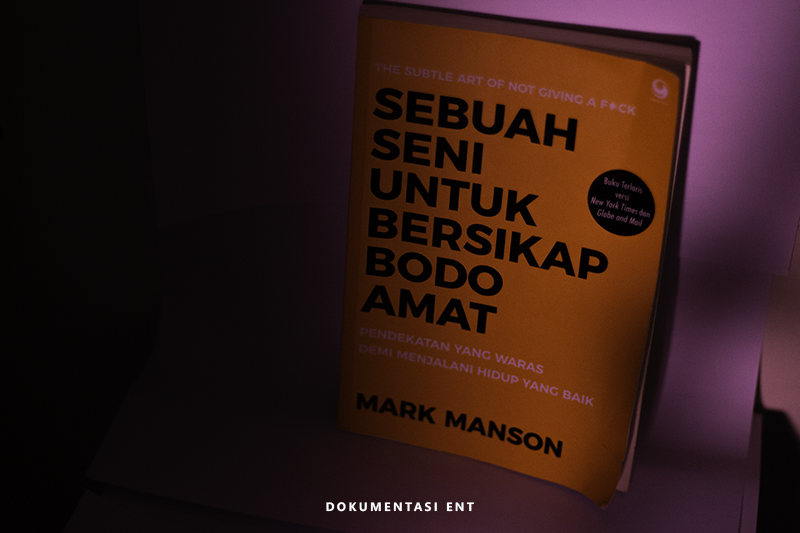 THE SUBTLE ART OF NOT GIVING A F*CK
SEBUAH
SENI
UNTUK
BERSIKAP
BODO
AMAT
Buku Terlaris
versi
New York Times dan
Globe and Mail
PENDEKATAN YANG WARAS
DEMI MENJALANI HIDUP YANG BAIK
MARK MANSON
DOKUMENTASI ENT